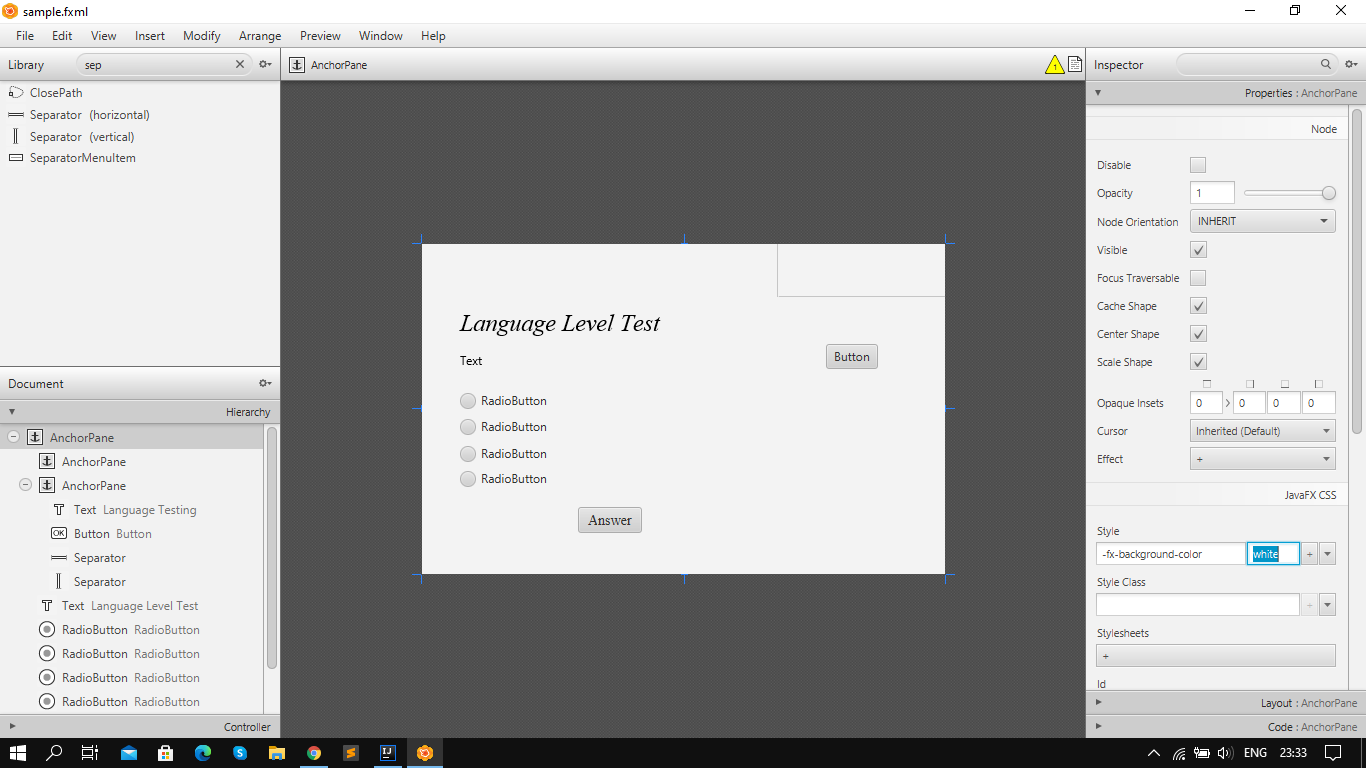 sample.fxml
File Edit View Insert Modify Arrange Preview Window Help
Library
sep
AnchorPane
1
Inspector
ClosePath
Separator (horizontal)
Separator (vertical)
SeparatorMenuItem
Document
Hierarchy
AnchorPane
AnchorPane
AnchorPane
Text Language Testing
OK Button Button
Separator
Separator
Text Language Level Test
RadioButton RadioButton
RadioButton RadioButton
RadioButton RadioButton
RadioButton RadioButton
Controller
Language Level Test
Text
Button
RadioButton
RadioButton
RadioButton
RadioButton
Answer
Properties : AnchorPane
Node
Disable
Opacity 1
Node Orientation INHERIT
Visible
Focus Traversable
Cache Shape
Center Shape
Scale Shape
Opaque Insets 0 > 0 0 0
Cursor Inherited (Default)
Effect +
JavaFX CSS
Style
-fx-background-color white +
Style Class
+
Stylesheets
+
Id
Layout : AnchorPane
Code : AnchorPane
IJ
ENG 23:33